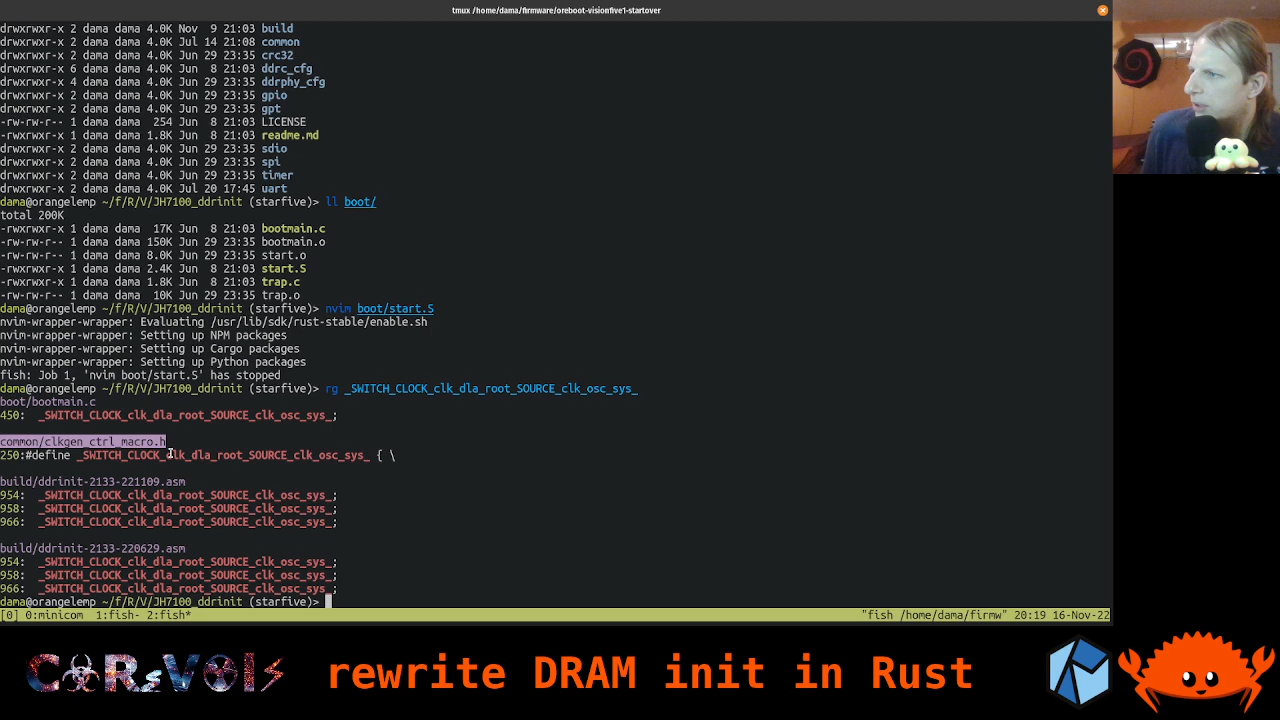 tmux /home/dama/firmware/oreboot-visionfive1-startover
drwxrwxr-x 2 dama dama 4.0K Nov  9 21:03 build
drwxrwxr-x 2 dama dama 4.0K Jul 14 21:08 common
drwxrwxr-x 2 dama dama 4.0K Jun 29 23:35 crc32
drwxrwxr-x 6 dama dama 4.0K Jun  8 21:03 ddrc_cfg
drwxrwxr-x 4 dama dama 4.0K Jun 29 23:35 ddrphy_cfg
drwxrwxr-x 2 dama dama 4.0K Jun 29 23:35 gpio
drwxrwxr-x 2 dama dama 4.0K Jun  8 21:03 gpt
-rw-rw-r-- 1 dama dama  254 Jun  8 21:03 LICENSE
-rwxrwxr-x 1 dama dama 1.8K Jun  8 21:03 readme.md
drwxrwxr-x 2 dama dama 4.0K Jun 29 23:35 sdio
drwxrwxr-x 2 dama dama 4.0K Jun 29 23:35 spi
drwxrwxr-x 2 dama dama 4.0K Jun 29 23:35 timer
drwxrwxr-x 2 dama dama 4.0K Jul 20 17:45 uart
dama@orangelemp ~/f/R/V/JH7100_ddrinit (starfive)> ll boot/
total 200K
-rwxrwxr-x 1 dama dama  17K Jun  8 21:03 bootmain.c
-rw-rw-r-- 1 dama dama 150K Jun 29 23:35 bootmain.o
-rw-rw-r-- 1 dama dama 8.0K Jun 29 23:35 start.o
-rwxrwxr-x 1 dama dama 2.4K Jun  8 21:03 start.S
-rwxrwxr-x 1 dama dama 1.8K Jun  8 21:03 trap.c
-rw-rw-r-- 1 dama dama  10K Jun 29 23:35 trap.o
dama@orangelemp ~/f/R/V/JH7100_ddrinit (starfive)> nvim boot/start.S
nvim-wrapper-wrapper: Evaluating /usr/lib/sdk/rust-stable/enable.sh
nvim-wrapper-wrapper: Setting up NPM packages
nvim-wrapper-wrapper: Setting up Cargo packages
nvim-wrapper-wrapper: Setting up Python packages
fish: Job 1, 'nvim boot/start.S' has stopped
dama@orangelemp ~/f/R/V/JH7100_ddrinit (starfive)> rg _SWITCH_CLOCK_clk_dla_root_SOURCE_clk_osc_sys_
boot/bootmain.c
450:  _SWITCH_CLOCK_clk_dla_root_SOURCE_clk_osc_sys_;
common/clkgen_ctrl_macro.h
250:#define _SWITCH_CLOCK_clk_dla_root_SOURCE_clk_osc_sys_ { \
build/ddrinit-2133-221109.asm
954:  _SWITCH_CLOCK_clk_dla_root_SOURCE_clk_osc_sys_;
958:  _SWITCH_CLOCK_clk_dla_root_SOURCE_clk_osc_sys_;
966:  _SWITCH_CLOCK_clk_dla_root_SOURCE_clk_osc_sys_;
build/ddrinit-2133-220629.asm
954:  _SWITCH_CLOCK_clk_dla_root_SOURCE_clk_osc_sys_;
958:  _SWITCH_CLOCK_clk_dla_root_SOURCE_clk_osc_sys_;
966:  _SWITCH_CLOCK_clk_dla_root_SOURCE_clk_osc_sys_;
dama@orangelemp ~/f/R/V/JH7100_ddrinit (starfive)>
[0] 0:minicom  1:fish- 2:fish* "fish /home/dama/firmw" 20:19 16-Nov-22
rewrite DRAM init in Rust